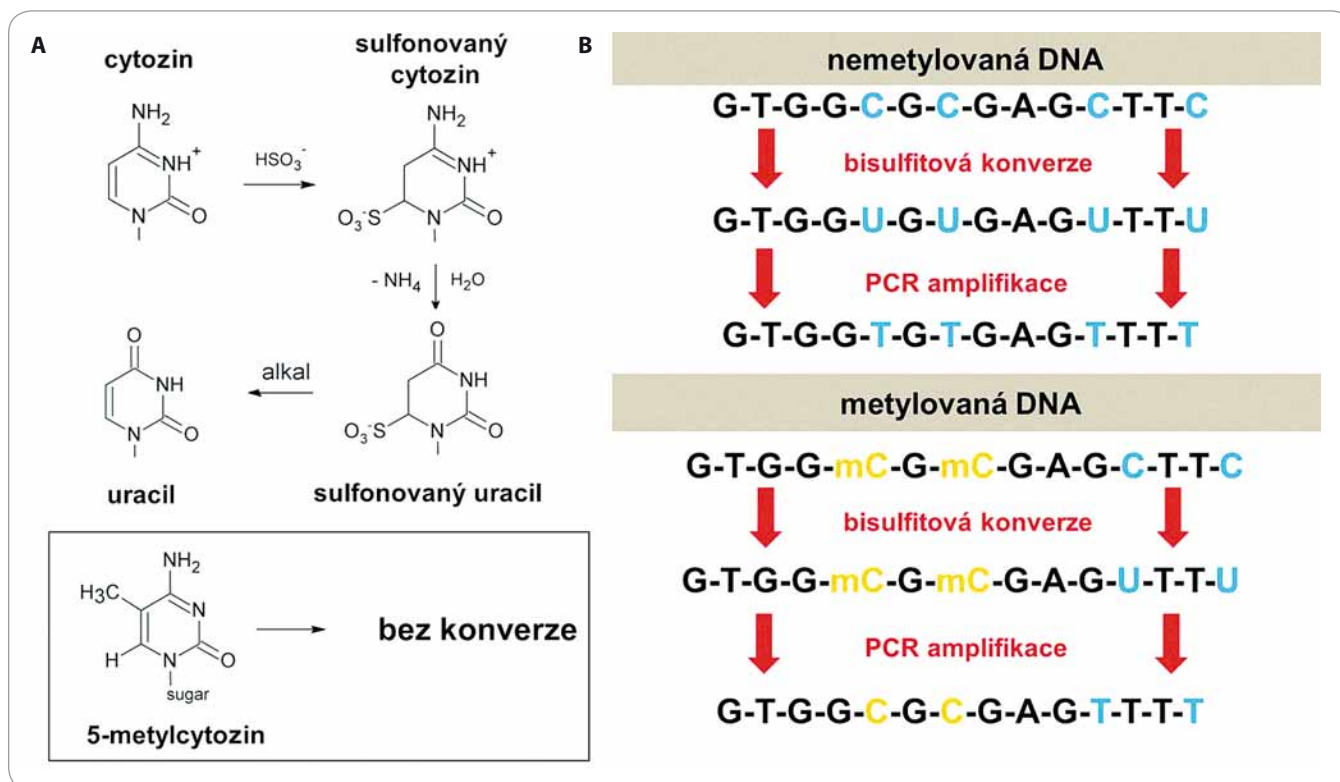 A
cytozin
sulfonovaný
cytozin
NH2
NH+
N
O
HSO3-
NH2
NH+
O3-S
N
O
- NH4
H2O
O
NH
N
O
uracil
alkal
O
NH
O3-S
N
O
sulfonovaný uracil
NH2
H3C
N
H
N
O
sugar
5-metylcytozin
bez konverze
B
nemetylovaná DNA
G-T-G-G-C-G-C-G-A-G-C-T-T-C
bisulfitová konverze
G-T-G-G-U-G-U-G-A-G-U-T-T-U
PCR amplifikace
G-T-G-G-T-G-T-G-A-G-T-T-T-T
metylovaná DNA
G-T-G-G-mC-G-mC-G-A-G-C-T-T-C
bisulfitová konverze
G-T-G-G-mC-G-mC-G-A-G-U-T-T-U
PCR amplifikace
G-T-G-G-C-G-C-G-A-G-T-T-T-T